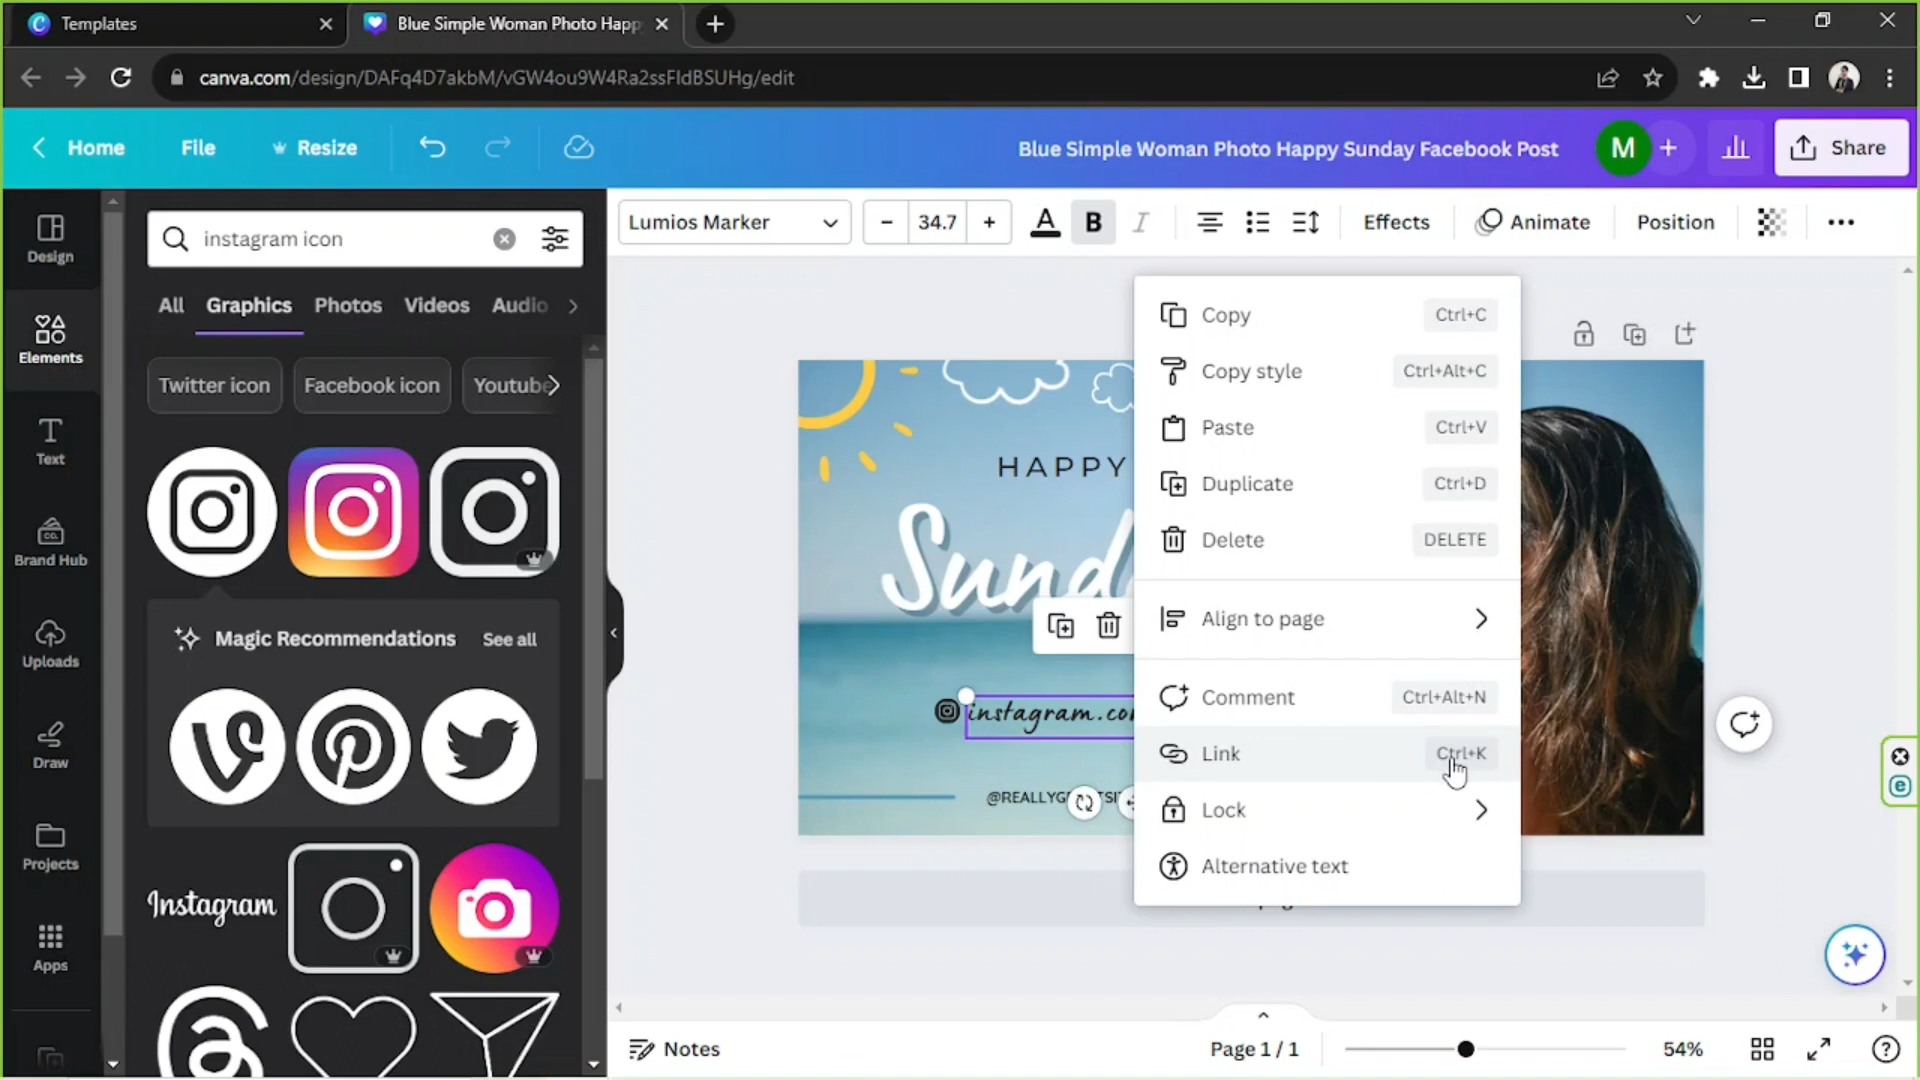 Templates
Blue Simple Woman Photo Happ
canva.com/design/DAFq4D7akbM/vGW4ou9W4Ra2ssFIdBSUHg/edit
Home
File
Resize
Blue Simple Woman Photo Happy Sunday Facebook Post
M
Share
Design
Elements
Text
Brand Hub
Uploads
Draw
Projects
Apps
instagram icon
All
Graphics
Photos
Videos
Audio
Twitter icon
Facebook icon
Youtube
Magic Recommendations
See all
Instagram
Lumios Marker
34.7
B
Effects
Animate
Position
HAPPY
Sund
instagram.co
@REALLYG
Copy
Ctrl+C
Copy style
Ctrl+Alt+C
Paste
Ctrl+V
Duplicate
Ctrl+D
Delete
DELETE
Align to page
Comment
Ctrl+Alt+N
Link
Ctrl+K
Lock
Alternative text
Notes
Page 1 / 1
54%